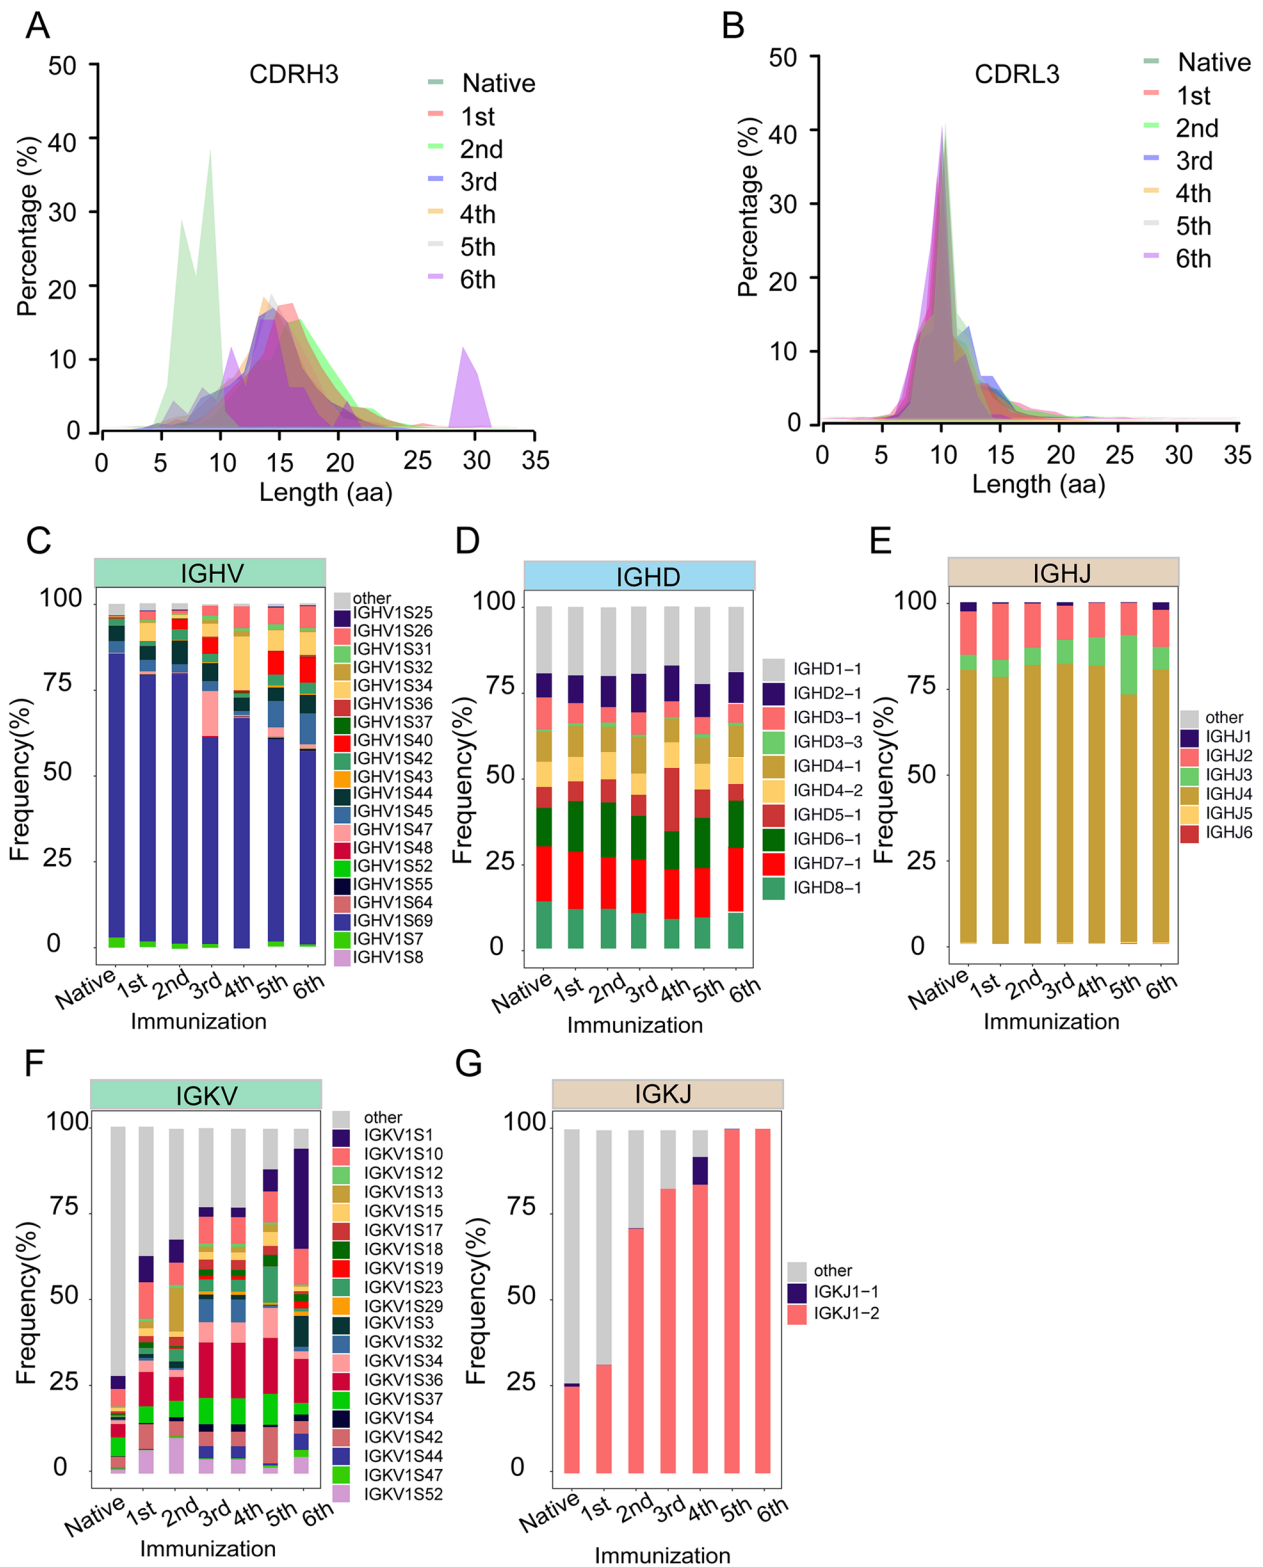 A
CDRH3
Percentage (%)
50
40
30
20
10
0
0 5 10 15 20 25 30 35
Length (aa)
Native
1st
2nd
3rd
4th
5th
6th
B
CDRL3
Percentage (%)
50
40
30
20
10
0
0 5 10 15 20 25 30 35
Length (aa)
Native
1st
2nd
3rd
4th
5th
6th
C
IGHV
Frequency(%)
100
75
50
25
0
Native 1st 2nd 3rd 4th 5th 6th
Immunization
other
IGHV1S25
IGHV1S26
IGHV1S31
IGHV1S32
IGHV1S34
IGHV1S36
IGHV1S37
IGHV1S40
IGHV1S42
IGHV1S43
IGHV1S44
IGHV1S45
IGHV1S47
IGHV1S48
IGHV1S52
IGHV1S55
IGHV1S64
IGHV1S69
IGHV1S7
IGHV1S8
D
IGHD
Frequency(%)
100
75
50
25
0
Native 1st 2nd 3rd 4th 5th 6th
Immunization
IGHD1−1
IGHD2−1
IGHD3−1
IGHD3−3
IGHD4−1
IGHD4−2
IGHD5−1
IGHD6−1
IGHD7−1
IGHD8−1
E
IGHJ
Frequency(%)
100
75
50
25
0
Native 1st 2nd 3rd 4th 5th 6th
Immunization
other
IGHJ1
IGHJ2
IGHJ3
IGHJ4
IGHJ5
IGHJ6
F
IGKV
Frequency(%)
100
75
50
25
0
Native 1st 2nd 3rd 4th 5th 6th
Immunization
other
IGKV1S1
IGKV1S10
IGKV1S12
IGKV1S13
IGKV1S15
IGKV1S17
IGKV1S18
IGKV1S19
IGKV1S23
IGKV1S29
IGKV1S3
IGKV1S32
IGKV1S34
IGKV1S36
IGKV1S37
IGKV1S4
IGKV1S42
IGKV1S44
IGKV1S47
IGKV1S52
G
IGKJ
Frequency(%)
100
75
50
25
0
Native 1st 2nd 3rd 4th 5th 6th
Immunization
other
IGKJ1−1
IGKJ1−2